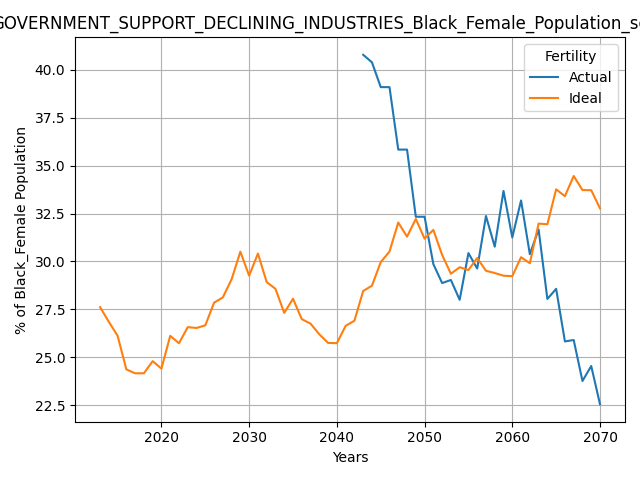 GOVERNMENT_SUPPORT_DECLINING_INDUSTRIES_Black_Female_Population_s
Fertility
Actual
Ideal
40.0
37.5
35.0
32.5
30.0
27.5
25.0
22.5
% of Black_Female Population
2020 2030 2040 2050 2060 2070
Years